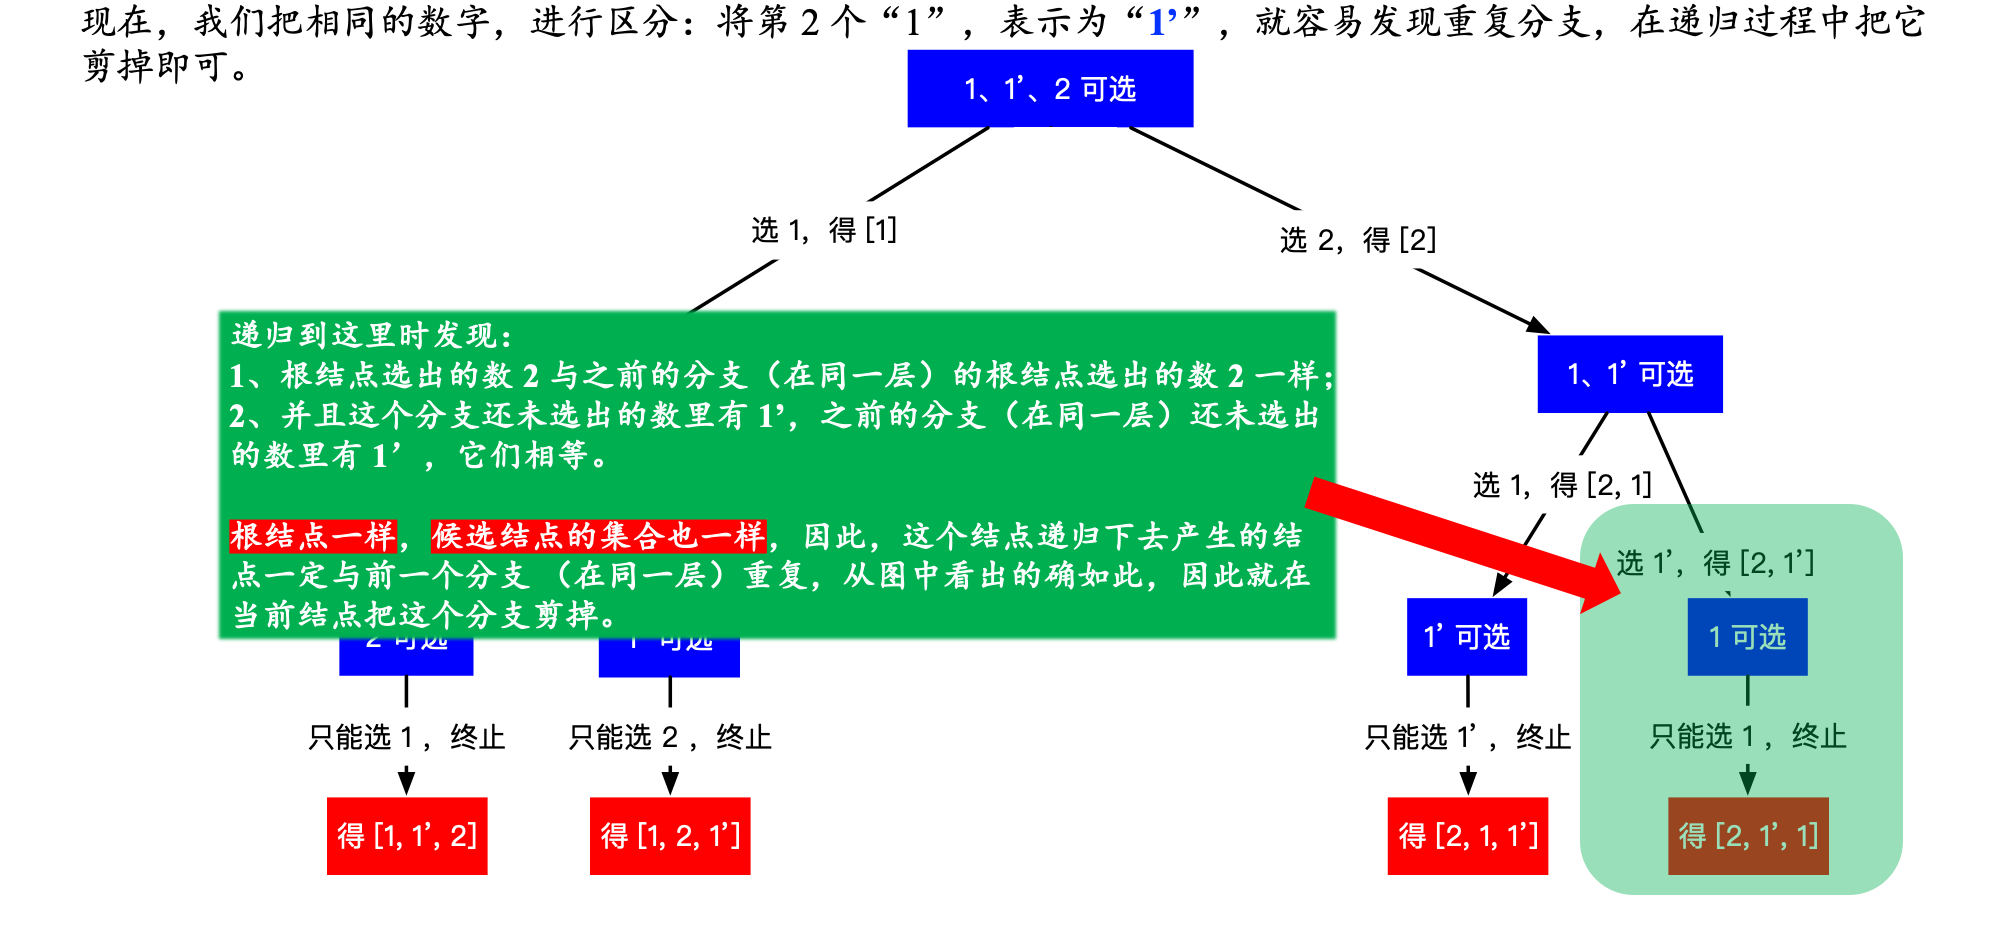 现在，我们把相同的数字，进行区分：将第 2 个“1”，表示为“1’”，就容易发现重复分支，在递归过程中把它
剪掉即可。
1、1’、2 可选
选 1，得 [1]
选 2，得 [2]
递归到这里时发现：
1、根结点选出的数 2 与之前的分支（在同一层）的根结点选出的数 2 一样；
2、并且这个分支还未选出的数里有 1’，之前的分支（在同一层）还未选出
的数里有 1’，它们相等。
根结点一样，候选结点的集合也一样，因此，这个结点递归下去产生的结
点一定与前一个分支 （在同一层）重复，从图中看出的确如此，因此就在
当前结点把这个分支剪掉。
1、1’ 可选
选 1，得 [2, 1]
选 1’，得 [2, 1’]
2 可选
1’ 可选
1’ 可选
1 可选
只能选 1 ，终止
只能选 2 ，终止
只能选 1’ ，终止
只能选 1 ，终止
得 [1, 1’, 2]
得 [1, 2, 1’]
得 [2, 1, 1’]
得 [2, 1’, 1]